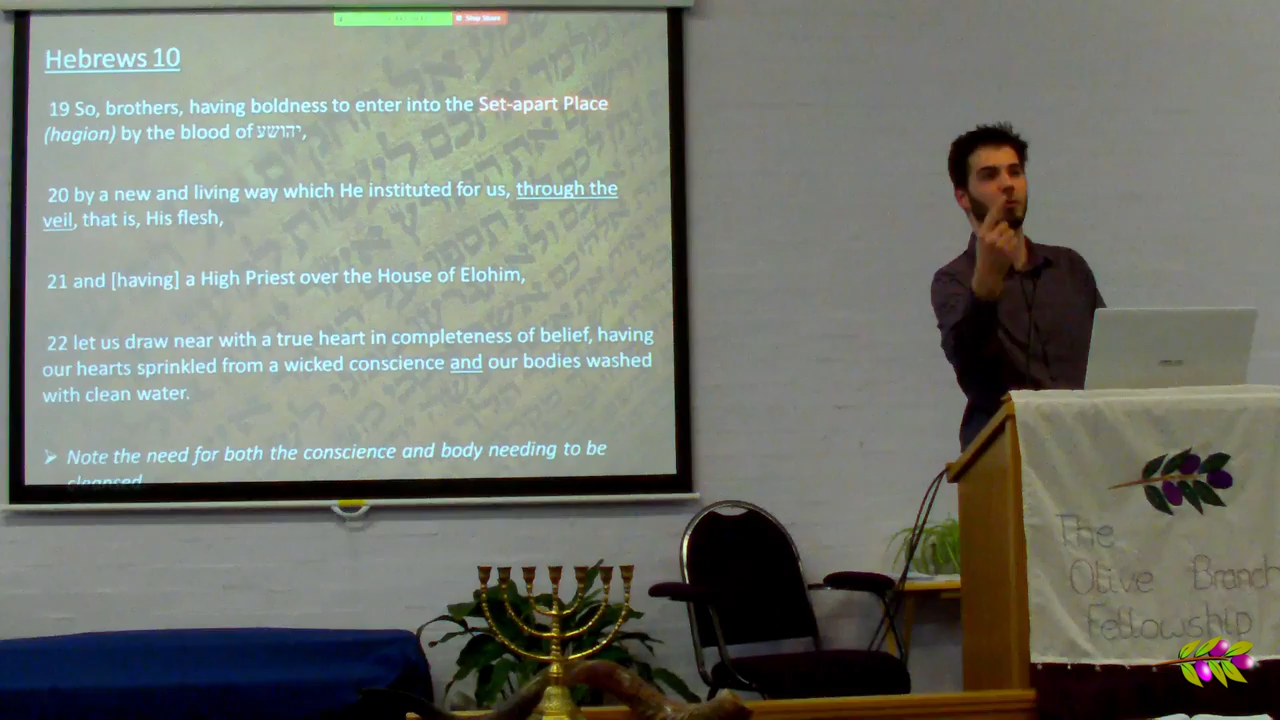 Stop Share
Hebrews 10
19 So, brothers, having boldness to enter into the Set-apart Place
(hagion) by the blood of יהושע,
20 by a new and living way which He instituted for us, through the
veil, that is, His flesh,
21 and [having] a High Priest over the House of Elohim,
22 let us draw near with a true heart in completeness of belief, having
our hearts sprinkled from a wicked conscience and our bodies washed
with clean water.
➢ Note the need for both the conscience and body needing to be
cleansed
The
Olive Branch
Fellowship